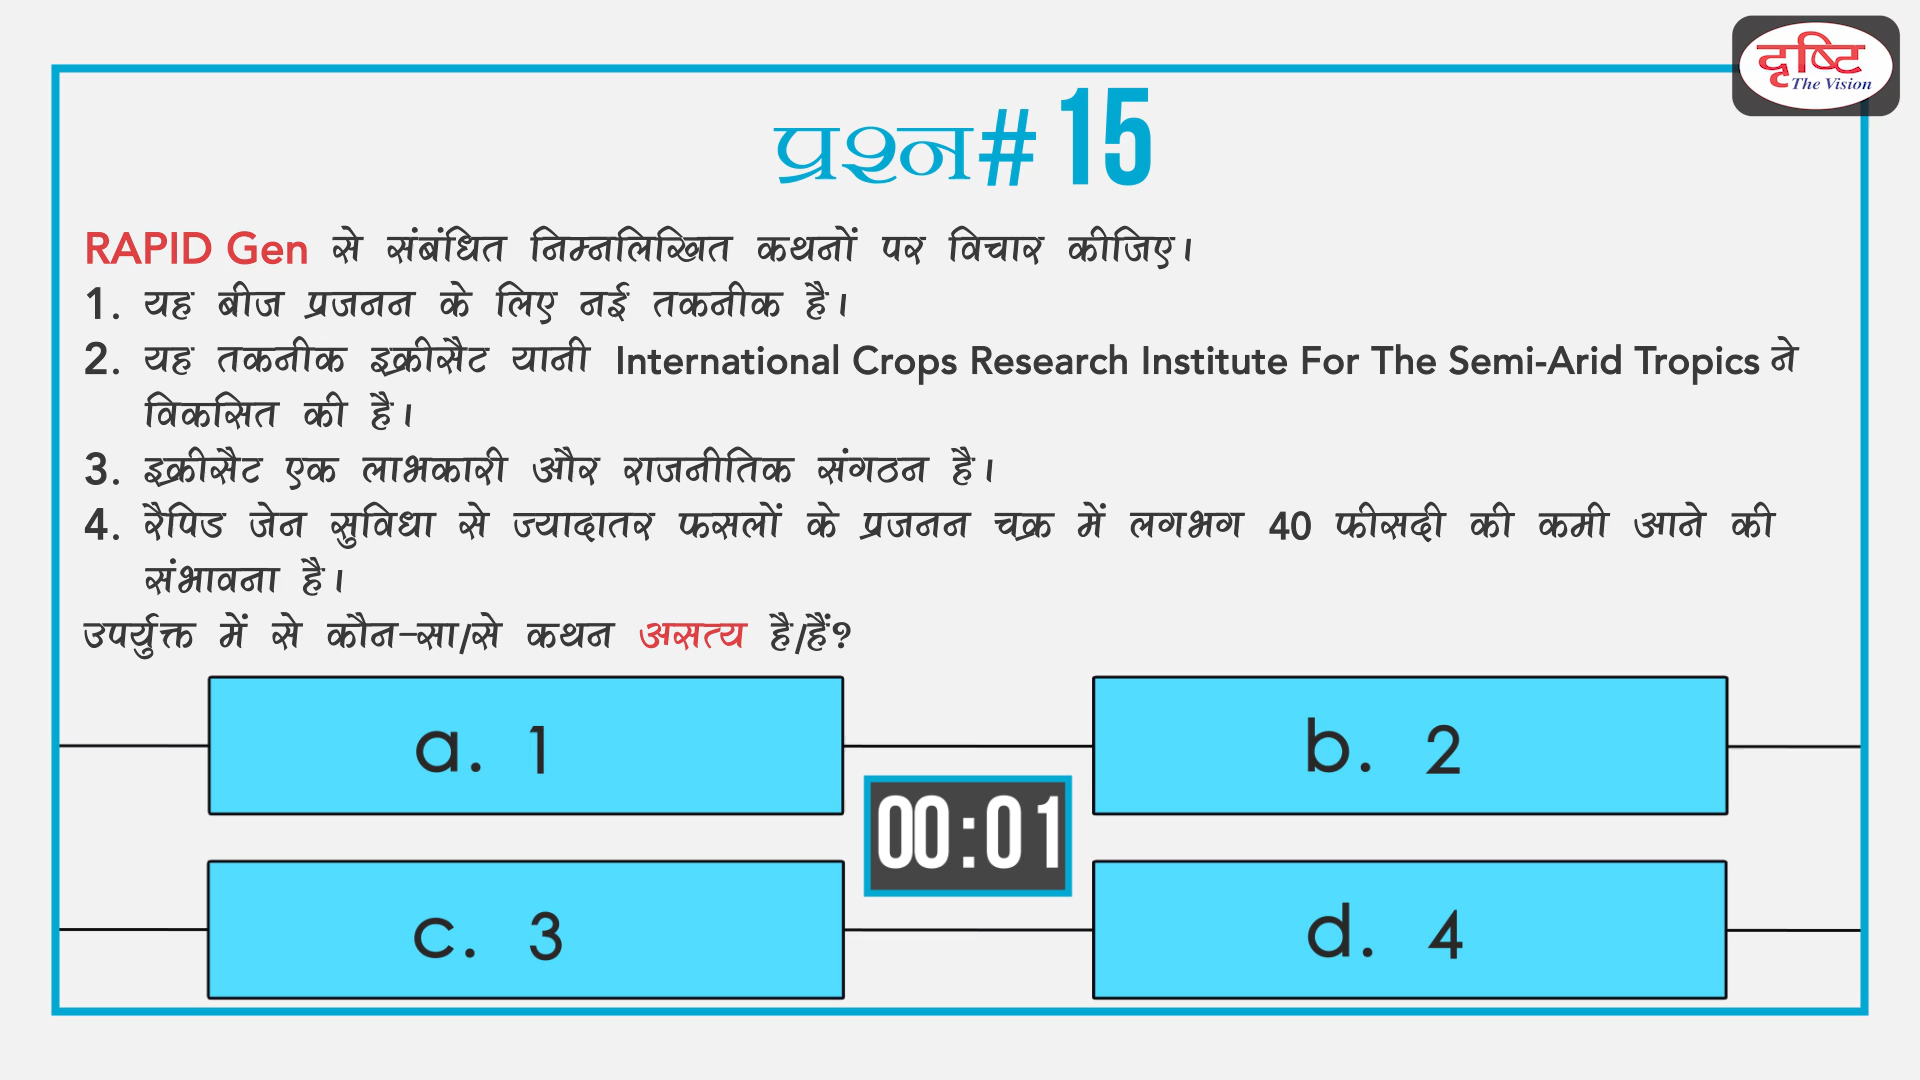 दृष्टि
The Vision
प्रश्न# 15
RAPID Gen से संबंधित निम्नलिखित कथनों पर विचार कीजिए।
1. यह बीज प्रजनन के लिए नई तकनीक है।
2. यह तकनीक इक्रीसैट यानी International Crops Research Institute For The Semi-Arid Tropics ने
विकसित की है।
3. इक्रीसैट एक लाभकारी और राजनीतिक संगठन है।
4. रैपिड जेन सुविधा से ज्यादातर फसलों के प्रजनन चक्र में लगभग 40 फीसदी की कमी आने की
संभावना है।
उपर्युक्त में से कौन-सा/से कथन असत्य है/हैं?
a. 1
b. 2
00:01
c. 3
d. 4